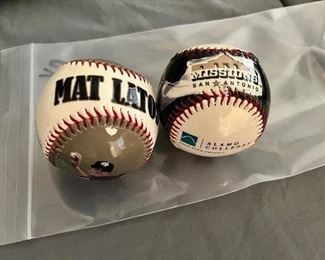 MAT LATO
MISSIONS
SAN ★ ANTONIO
ALAMO
COLLEGES